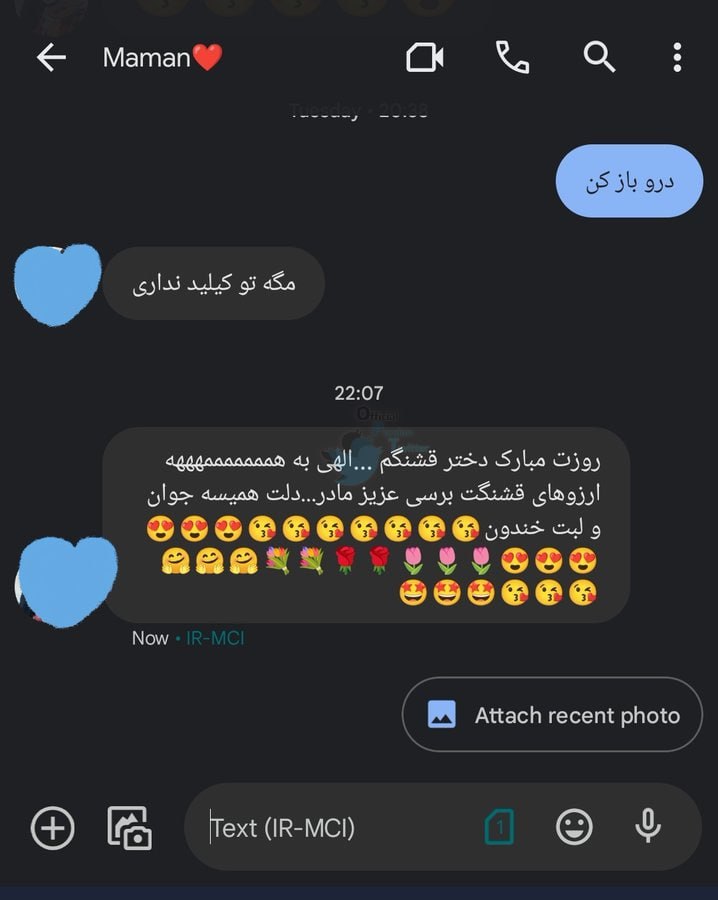 Maman❤️
Tuesday • 20:38
درو باز کن
مگه تو کیلید نداری
22:07
Official
روزت مبارک دختر قشنگم ...الهی به همممممممهههه
ارزوهای قشنگت برسی عزیز مادر...دلت همیسه جوان
و لبت خندون😘😘😘😘😘😘😘😍😍😍
😍😍😍🌷🌷🌷🌹🌹💐💐🤗🤗🤗
😘😘😘🤩🤩🤩
Now • IR-MCI
Attach recent photo
Text (IR-MCI)
1